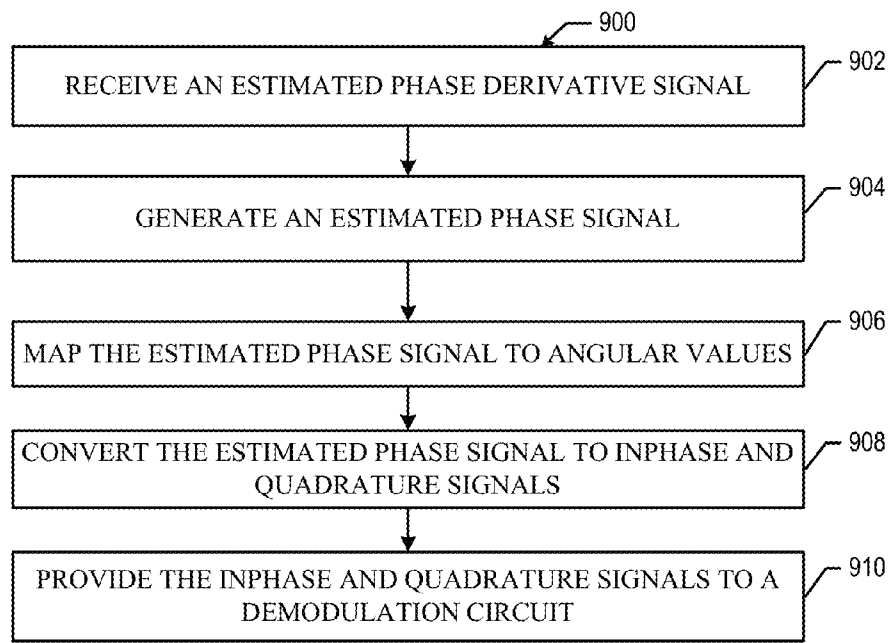 900
RECEIVE AN ESTIMATED PHASE DERIVATIVE SIGNAL
902
GENERATE AN ESTIMATED PHASE SIGNAL
904
MAP THE ESTIMATED PHASE SIGNAL TO ANGULAR VALUES
906
CONVERT THE ESTIMATED PHASE SIGNAL TO INPHASE AND
QUADRATURE SIGNALS
908
PROVIDE THE INPHASE AND QUADRATURE SIGNALS TO A
DEMODULATION CIRCUIT
910